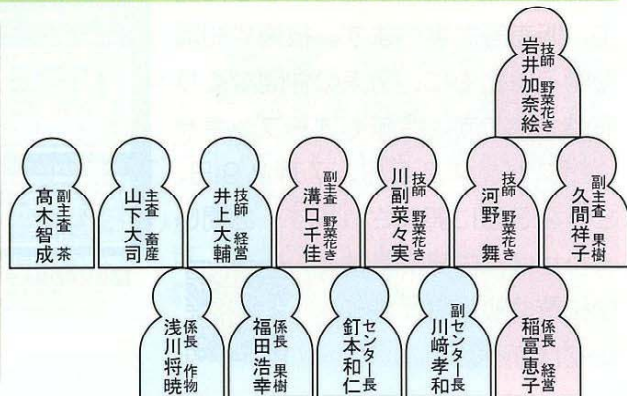 技師 野菜花き
岩井加奈絵
副主査 茶
髙木智成
主査 畜産
山下大司
技師 経営
井上大輔
副主査 野菜花き
溝口千佳
技師 野菜花き
川副菜々実
技師 野菜花き
河野 舞
副主査 果樹
久間祥子
係長 作物
浅川将暁
係長 果樹
福田浩幸
センター長
釘本和仁
副センター長
川﨑孝和
係長 経営
稲富恵子